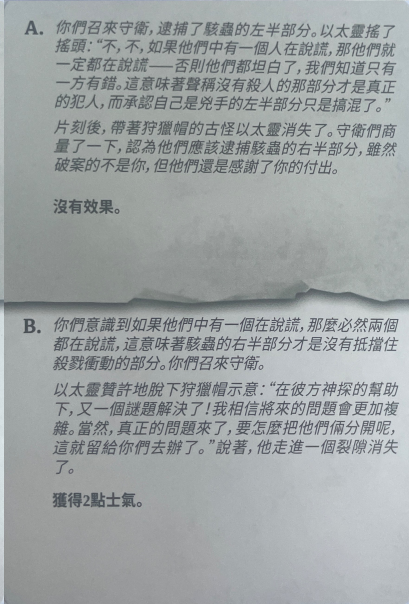 A. 你們召來守衛，逮捕了駭蟲的左半部分。以太靈搖了
搖頭：“不，不，如果他們中有一個人在說謊，那他們就
一定都在說謊——否則他們都坦白了，我們知道只有
一方有錯。這意味著聲稱沒有殺人的那部分才是真正
的犯人，而承認自己是兇手的左半部分只是搞混了。”
片刻後，帶著狩獵帽的古怪以太靈消失了。守衛們商
量了一下，認為他們應該逮捕駭蟲的右半部分，雖然
破案的不是你，但他們還是感謝了你的付出。
沒有效果。
B. 你們意識到如果他們中有一個在說謊，那麼必然兩個
都在說謊，這意味著駭蟲的右半部分才是沒有抵擋住
殺戮衝動的部分。你們召來守衛。
以太靈贊許地脫下狩獵帽示意：“在彼方神探的幫助
下，又一個謎題解決了！我相信將來的問題會更加複
雜。當然，真正的問題來了，要怎麼把他們倆分開呢，
這就留給你們去辦了。”說著，他走進一個裂隙消失
了。
獲得2點士氣。